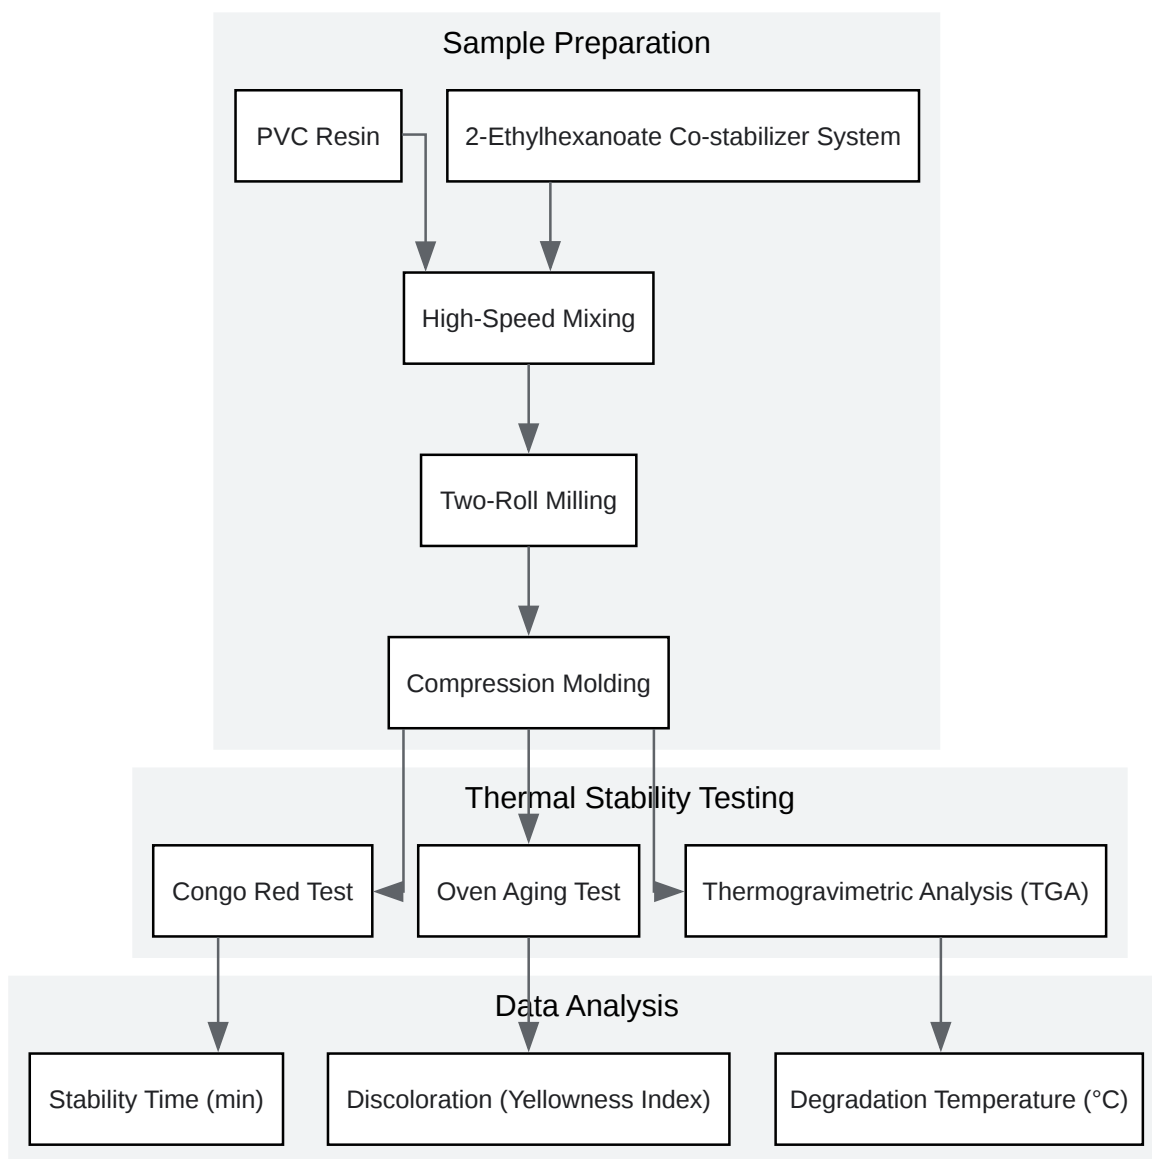 Sample Preparation
PVC Resin
2-Ethylhexanoate Co-stabilizer System
High-Speed Mixing
Two-Roll Milling
Compression Molding
Thermal Stability Testing
Congo Red Test
Oven Aging Test
Thermogravimetric Analysis (TGA)
Data Analysis
Stability Time (min)
Discoloration (Yellowness Index)
Degradation Temperature (°C)